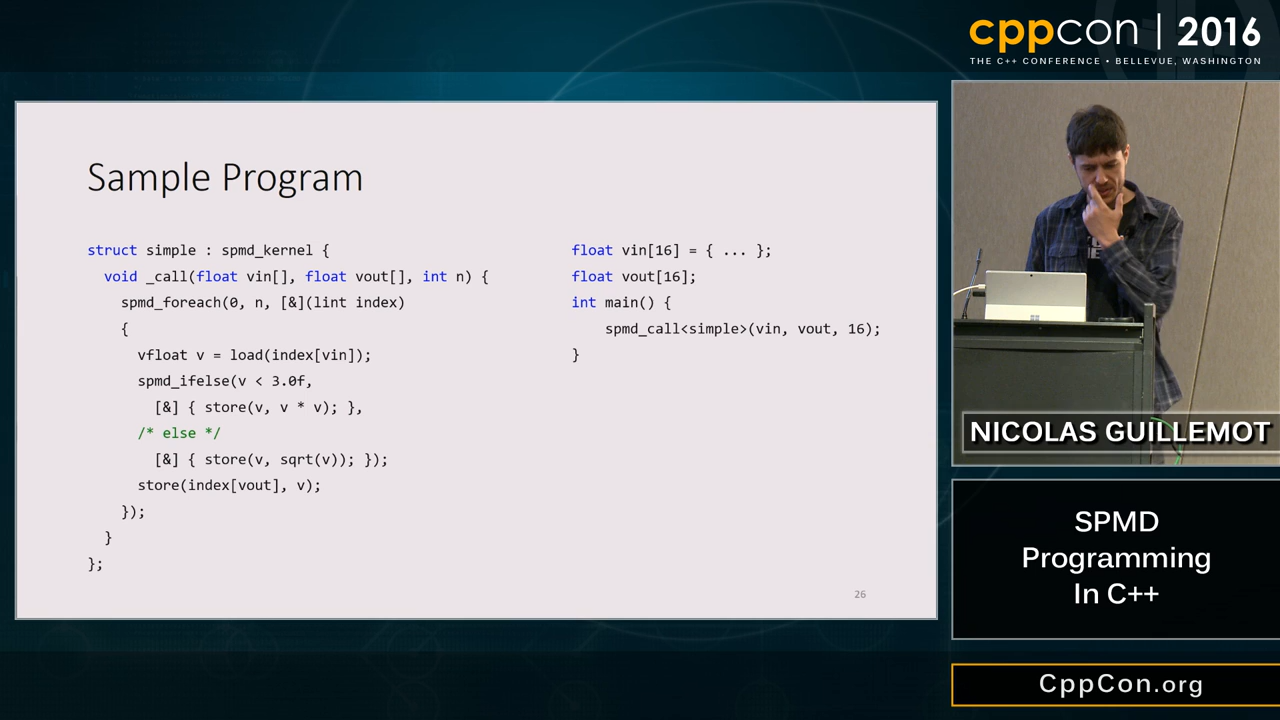 cppcon | 2016
THE C++ CONFERENCE • BELLEVUE, WASHINGTON
Sample Program
struct simple : spmd_kernel {
void _call(float vin[], float vout[], int n) {
spmd_foreach(0, n, [&](lint index)
{
vfloat v = load(index[vin]);
spmd_ifelse(v < 3.0f,
[&] { store(v, v * v); },
/* else */
[&] { store(v, sqrt(v)); });
store(index[vout], v);
});
}
};
float vin[16] = { ... };
float vout[16];
int main() {
spmd_call<simple>(vin, vout, 16);
}
26
NICOLAS GUILLEMOT
SPMD
Programming
In C++
CppCon.org